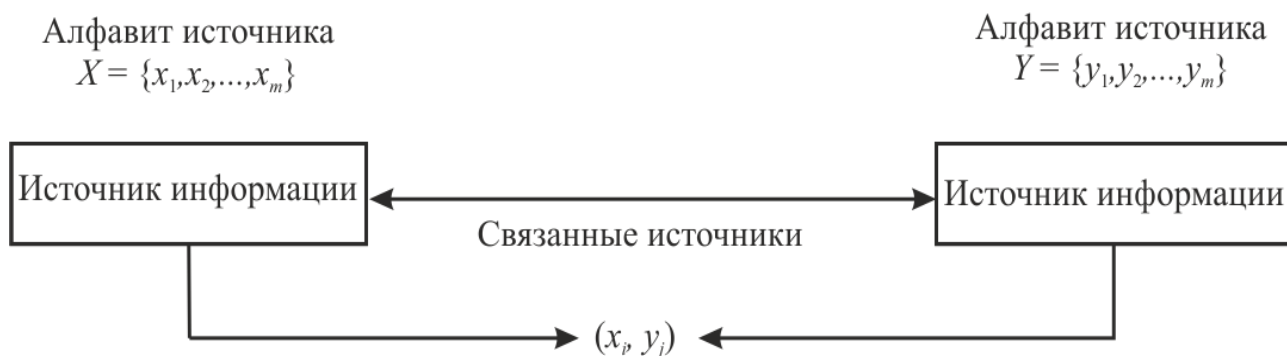 Алфавит источника
X = {x₁,x₂,...,xₘ}
Алфавит источника
Y = {y₁,y₂,...,yₘ}
Источник информации
Связанные источники
Источник информации
(xᵢ, yⱼ)